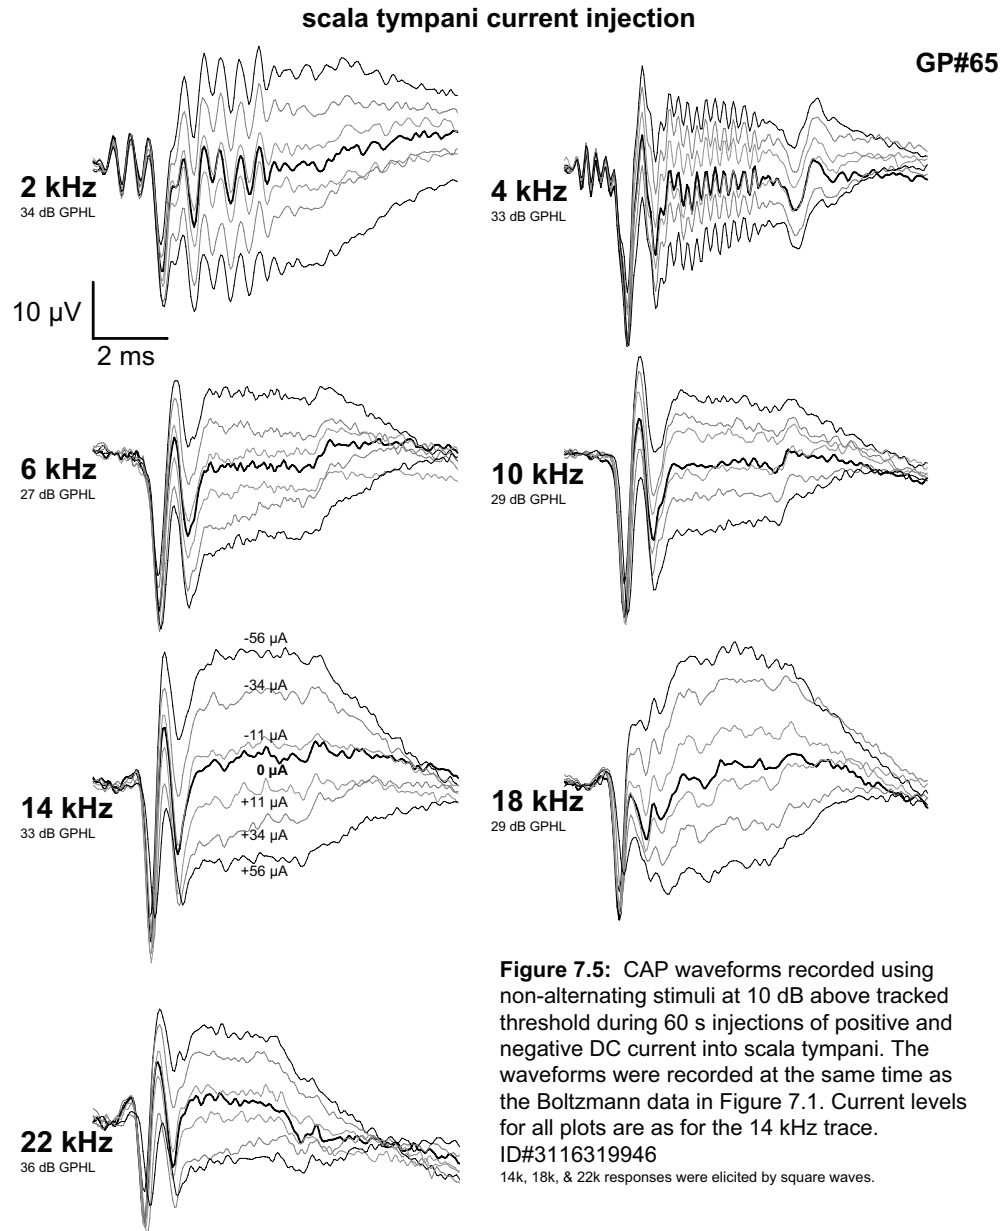 scala tympani current injection
GP#65
2 kHz
34 dB GPHL
4 kHz
33 dB GPHL
10 µV
2 ms
6 kHz
27 dB GPHL
10 kHz
29 dB GPHL
-56 µA
-34 µA
-11 µA
0 µA
+11 µA
+34 µA
+56 µA
14 kHz
33 dB GPHL
18 kHz
29 dB GPHL
22 kHz
36 dB GPHL
Figure 7.5: CAP waveforms recorded using
non-alternating stimuli at 10 dB above tracked
threshold during 60 s injections of positive and
negative DC current into scala tympani. The
waveforms were recorded at the same time as
the Boltzmann data in Figure 7.1. Current levels
for all plots are as for the 14 kHz trace.
ID#3116319946
14k, 18k, & 22k responses were elicited by square waves.